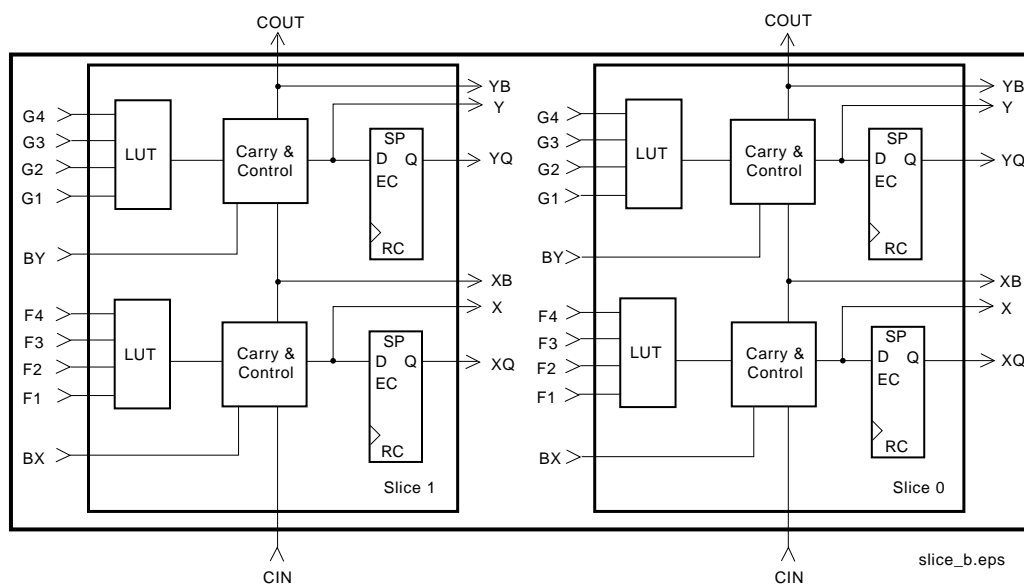 COUT
YB
Y
G4
G3
G2
G1
LUT
Carry &
Control
SP
D Q
EC
RC
YQ
BY
XB
X
F4
F3
F2
F1
LUT
Carry &
Control
SP
D Q
EC
RC
XQ
BX
Slice 1
CIN
COUT
YB
Y
G4
G3
G2
G1
LUT
Carry &
Control
SP
D Q
EC
RC
YQ
BY
XB
X
F4
F3
F2
F1
LUT
Carry &
Control
SP
D Q
EC
RC
XQ
BX
Slice 0
CIN
slice_b.eps